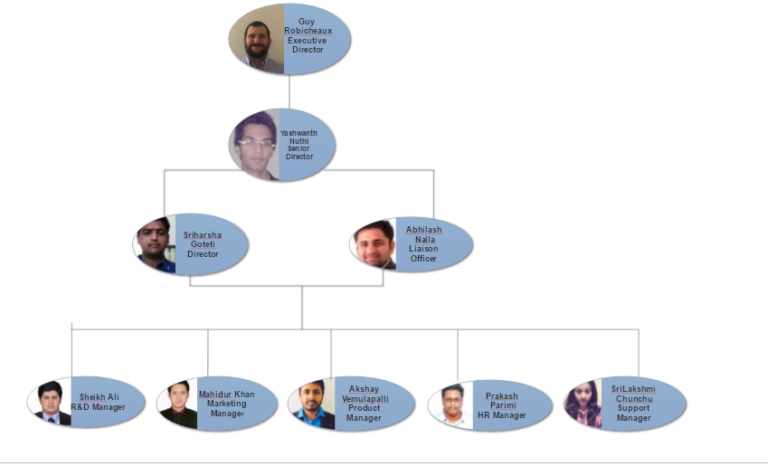 Guy
Robicheaux
Executive
Director
Yashwanth
Nuthi
Senior
Director
Sriharsha
Goteti
Director
Abhilash
Nalla
Liaison
Officer
Sheikh Ali
R&D Manager
Mahidur Khan
Marketing
Manager
Akshay
Vemulapalli
Product
Manager
Prakash
Parimi
HR Manager
SriLakshmi
Chunchu
Support
Manager